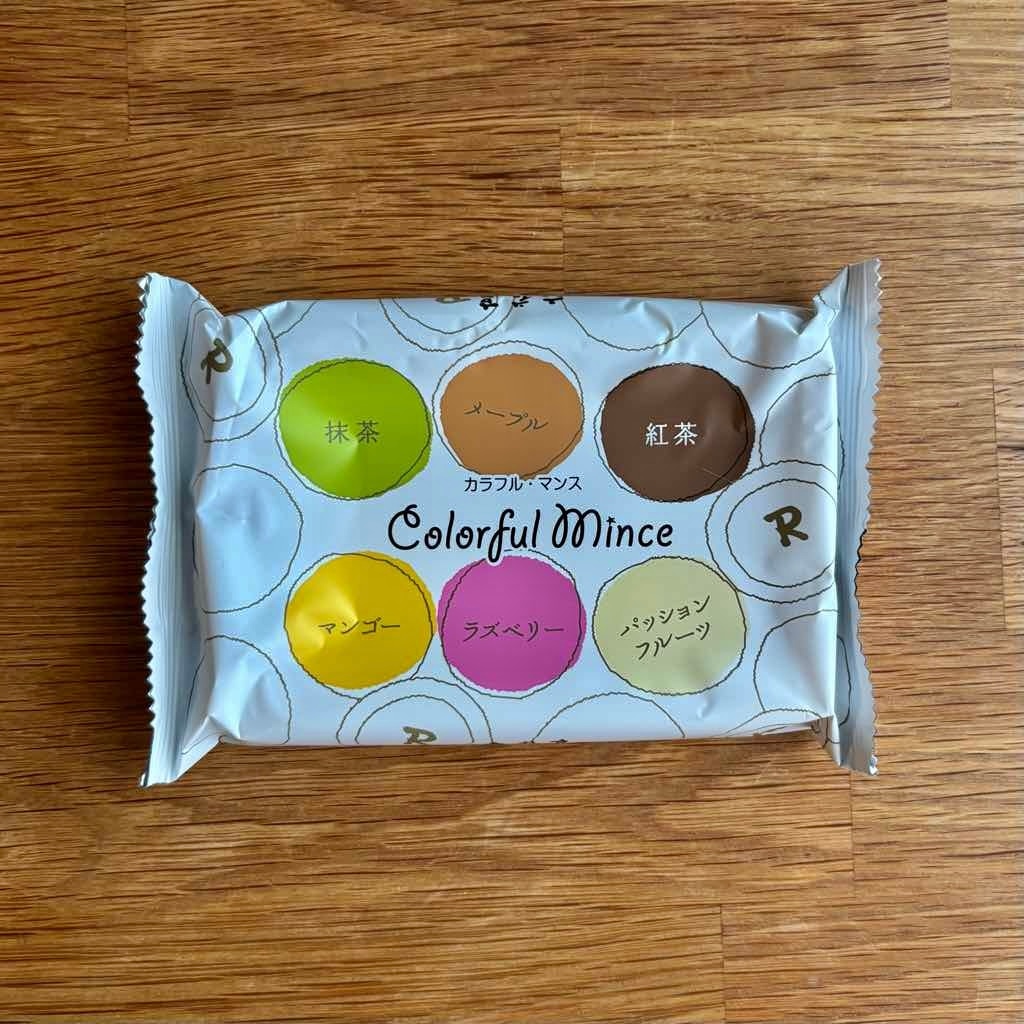 R
抹茶
メープル
紅茶
カラフル・マンス
Colorful Mince
R
マンゴー
ラズベリー
パッション
フルーツ
R